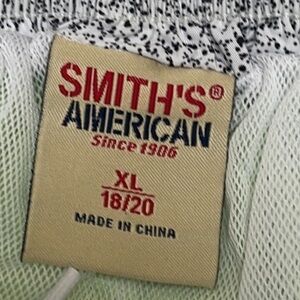 SMITH'S®
AMERICAN
Since 1906
XL
18/20
MADE IN CHINA